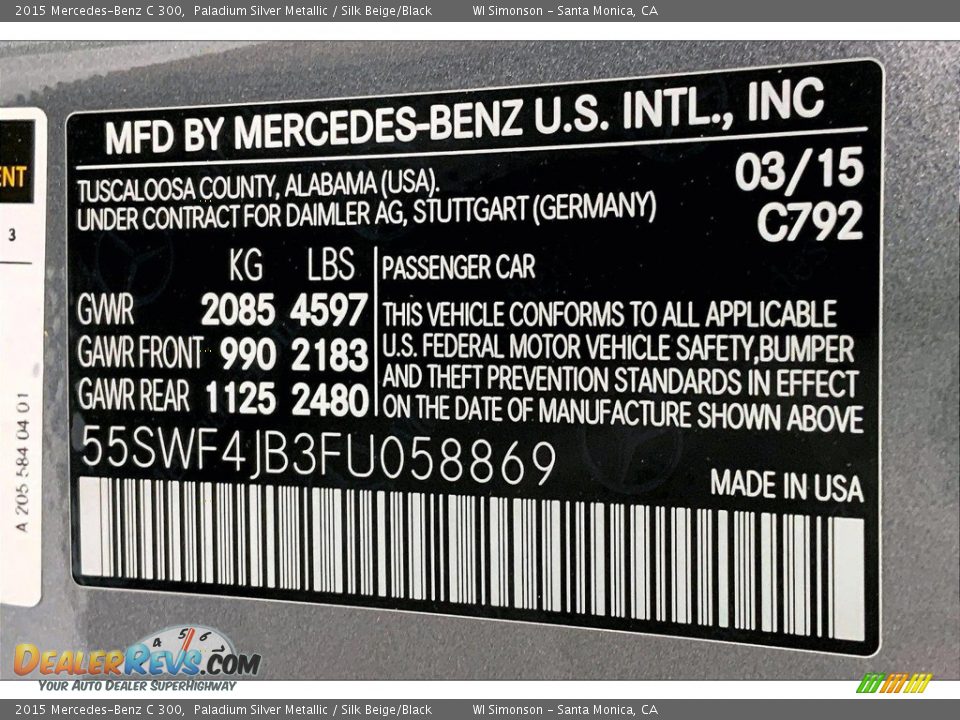 2015 Mercedes-Benz C 300, Paladium Silver Metallic / Silk Beige/Black WI Simonson - Santa Monica, CA
ENT
3
A 205 584 04 01
MFD BY MERCEDES-BENZ U.S. INTL., INC
TUSCALOOSA COUNTY, ALABAMA (USA).
UNDER CONTRACT FOR DAIMLER AG, STUTTGART (GERMANY)
03/15
C792
KG LBS
GVWR 2085 4597
GAWR FRONT 990 2183
GAWR REAR 1125 2480
PASSENGER CAR
THIS VEHICLE CONFORMS TO ALL APPLICABLE
U.S. FEDERAL MOTOR VEHICLE SAFETY,BUMPER
AND THEFT PREVENTION STANDARDS IN EFFECT
ON THE DATE OF MANUFACTURE SHOWN ABOVE
55SWF4JB3FU058869
MADE IN USA
4 5 6
DEALERREVS.COM
YOUR AUTO DEALER SUPERHIGHWAY
2015 Mercedes-Benz C 300, Paladium Silver Metallic / Silk Beige/Black WI Simonson - Santa Monica, CA